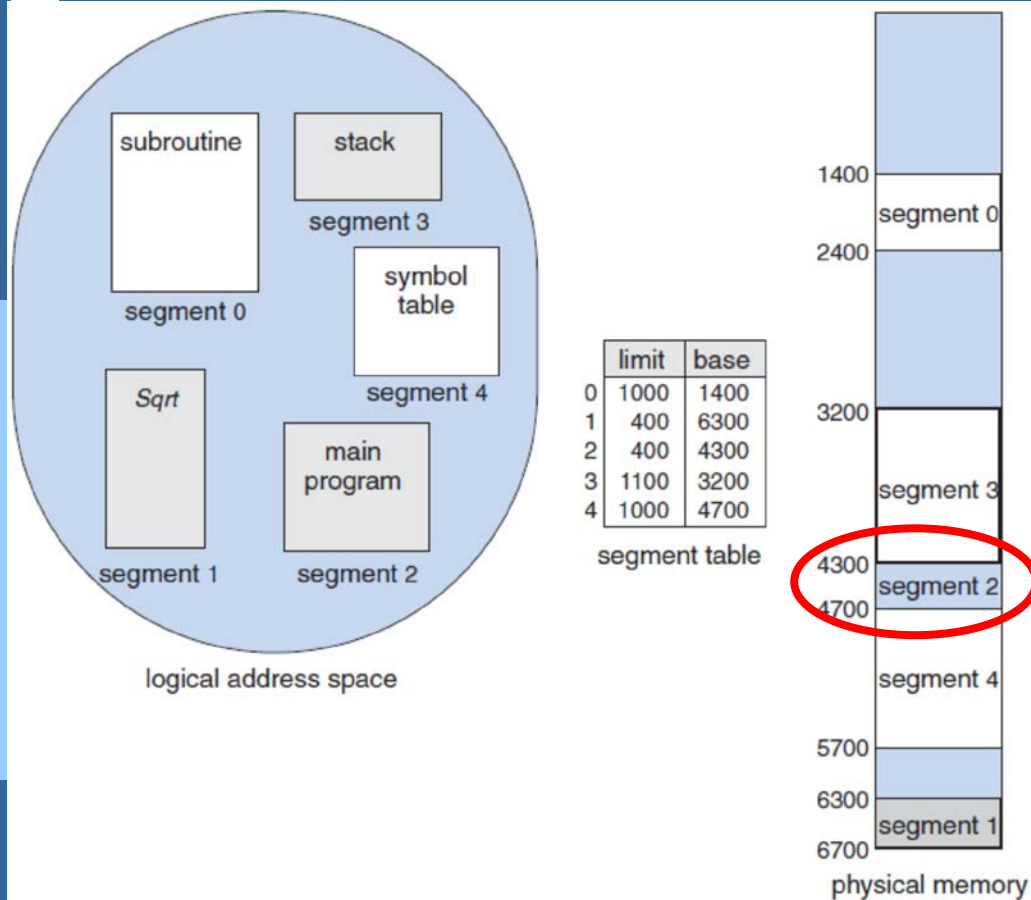 subroutine
stack
segment 3
segment 0
symbol
table
segment 4
Sqrt
main
program
segment 1
segment 2
logical address space
limit base
0 1000 1400
1 400 6300
2 400 4300
3 1100 3200
4 1000 4700
segment table
1400
segment 0
2400
3200
segment 3
4300
segment 2
4700
segment 4
5700
6300
segment 1
6700
physical memory